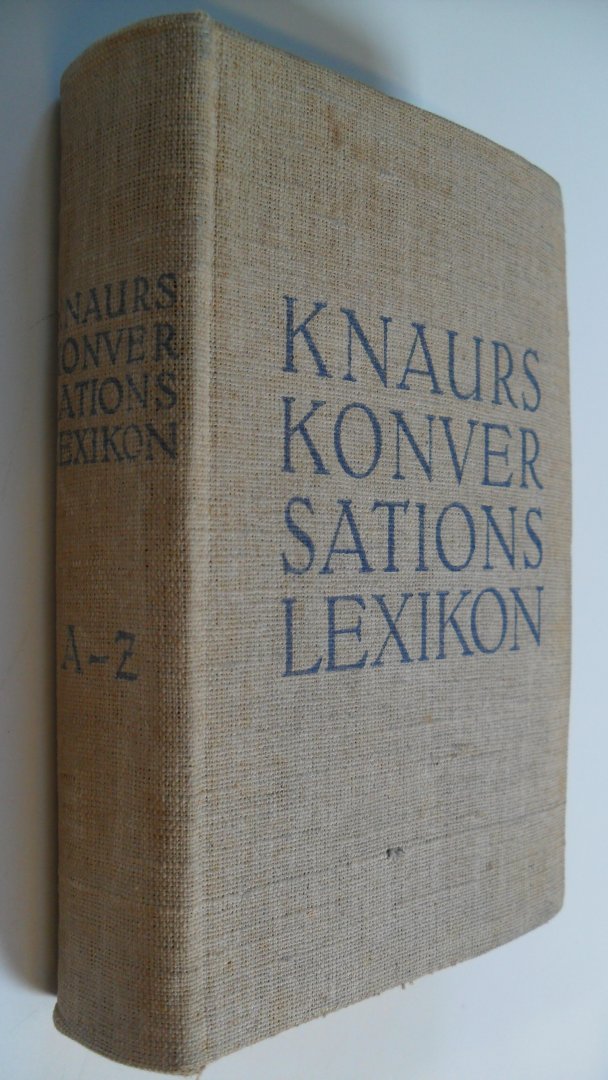 KNAURS
KONVER
SATIONS
LEXIKON
A-Z
KNAURS
KONVER
SATIONS
LEXIKON